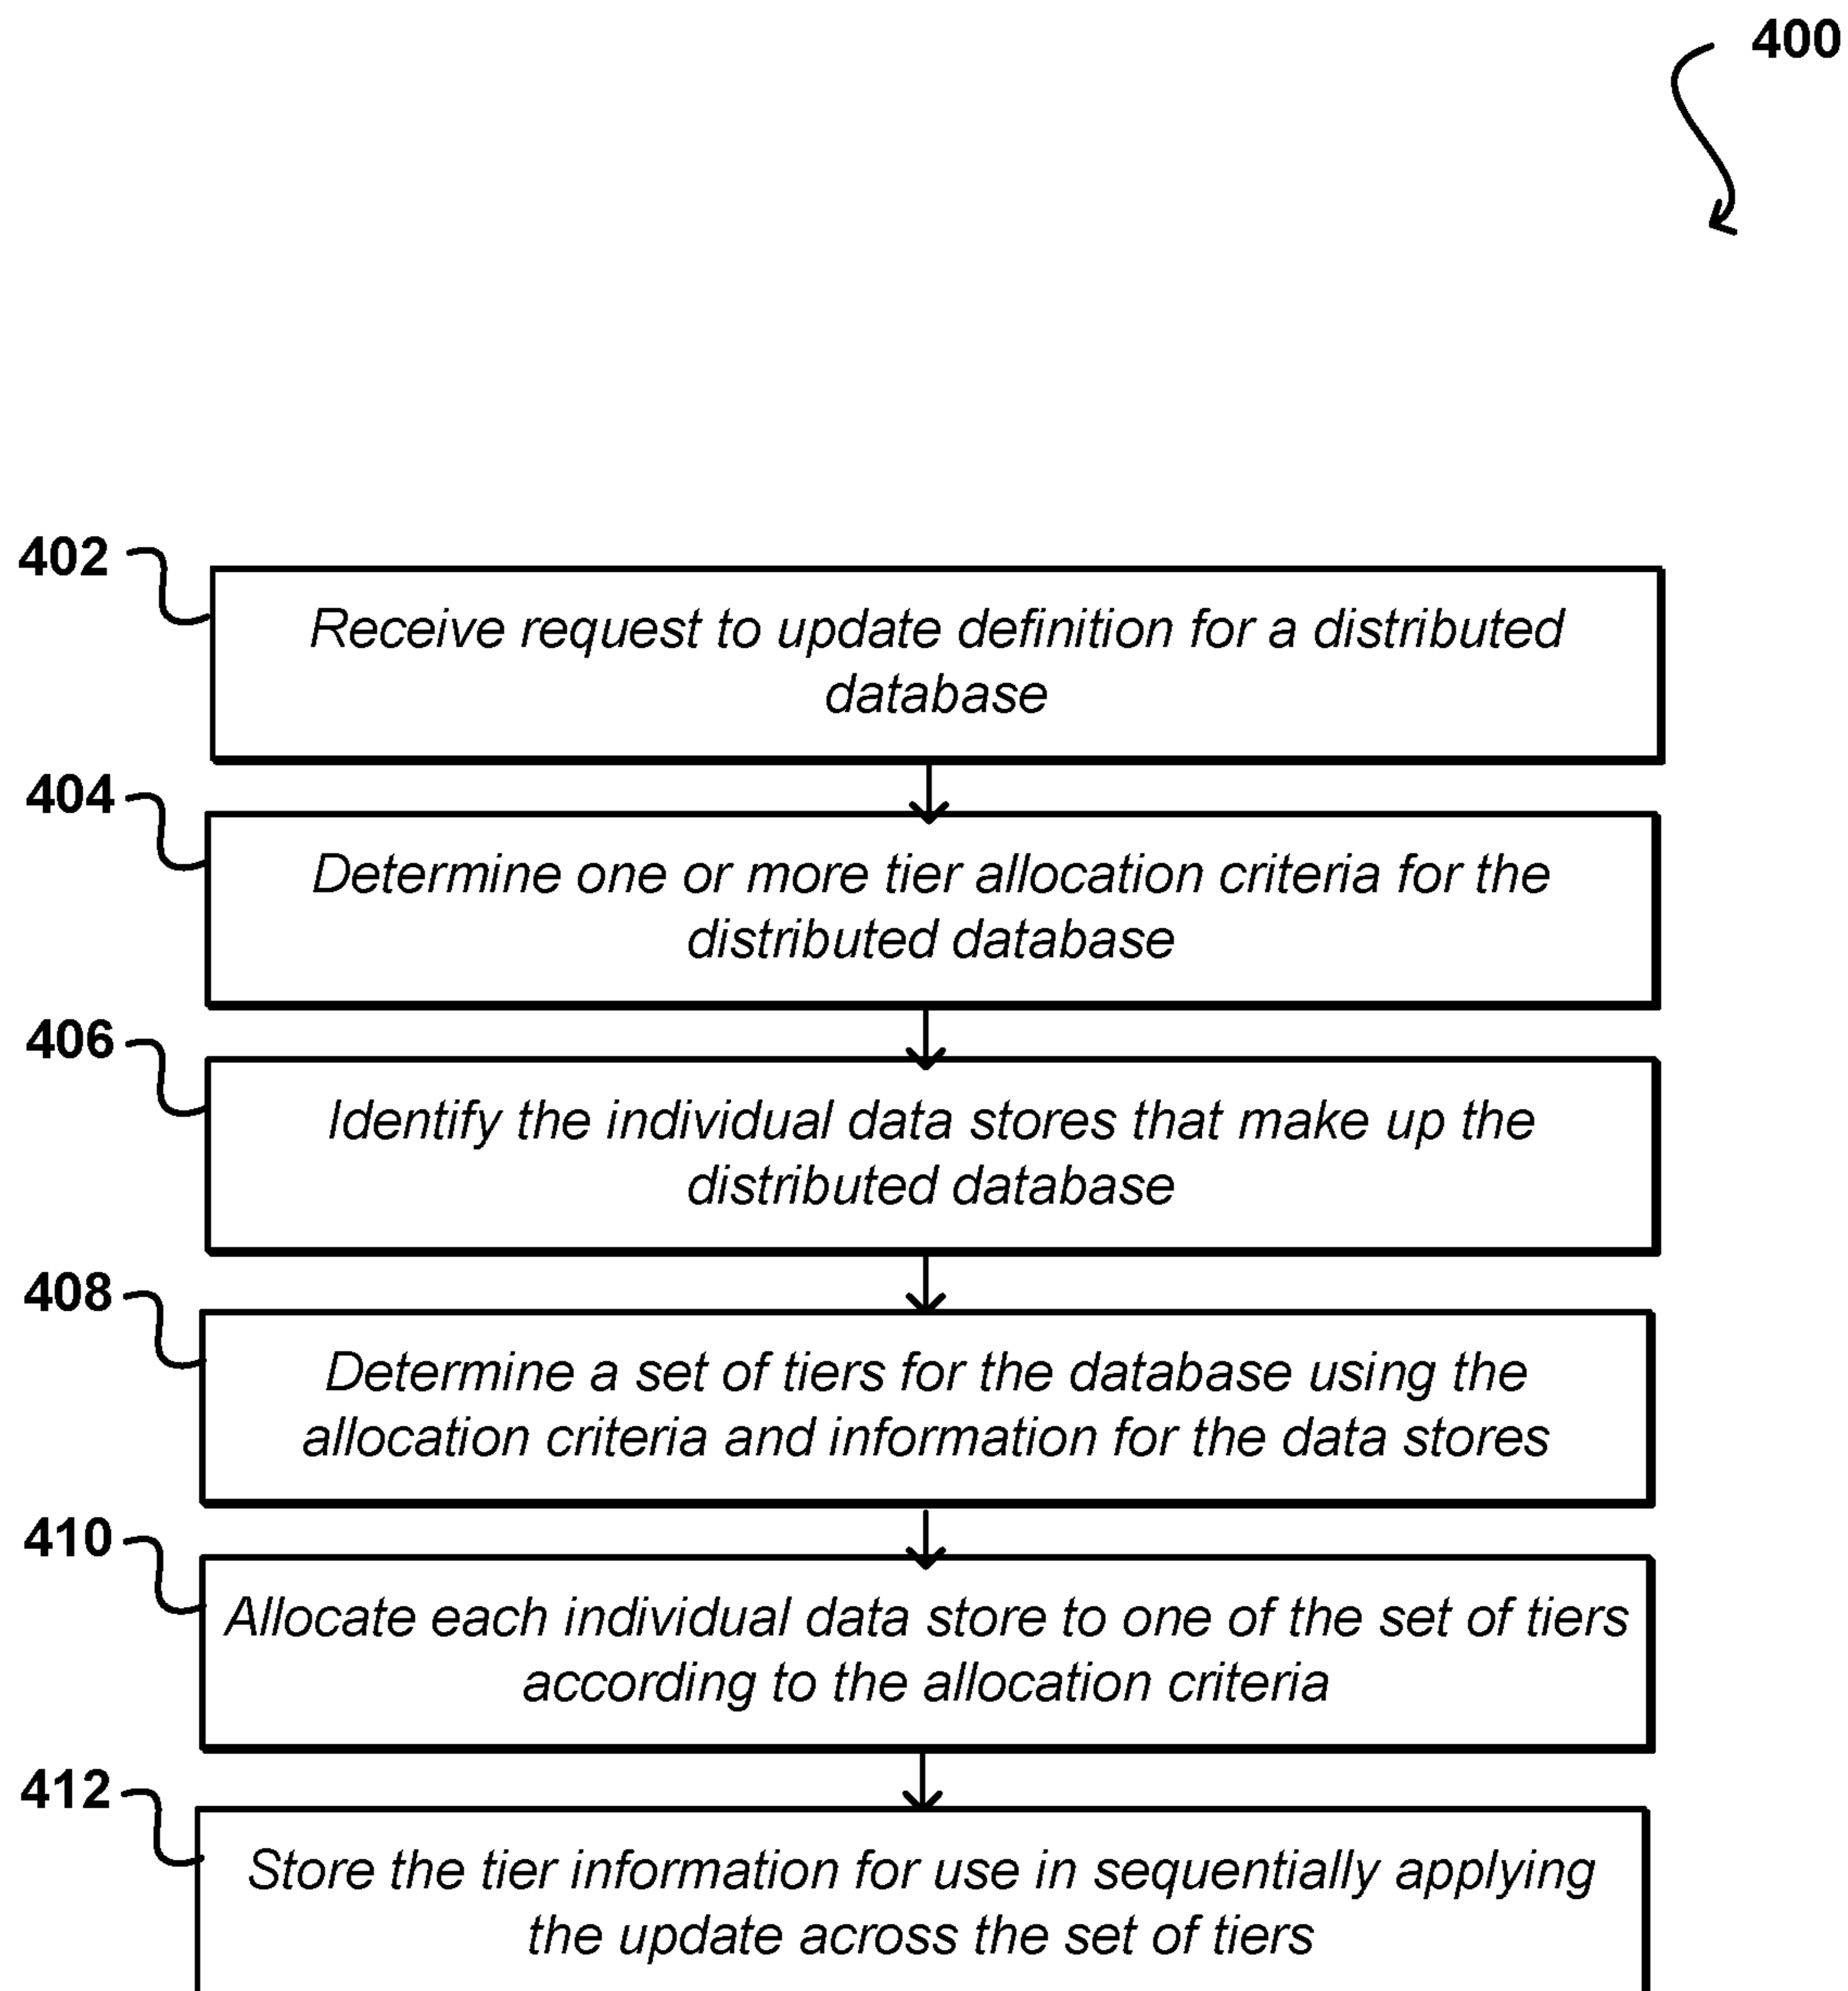 400
402
Receive request to update definition for a distributed
database
404
Determine one or more tier allocation criteria for the
distributed database
406
Identify the individual data stores that make up the
distributed database
408
Determine a set of tiers for the database using the
allocation criteria and information for the data stores
410
Allocate each individual data store to one of the set of tiers
according to the allocation criteria
412
Store the tier information for use in sequentially applying
the update across the set of tiers